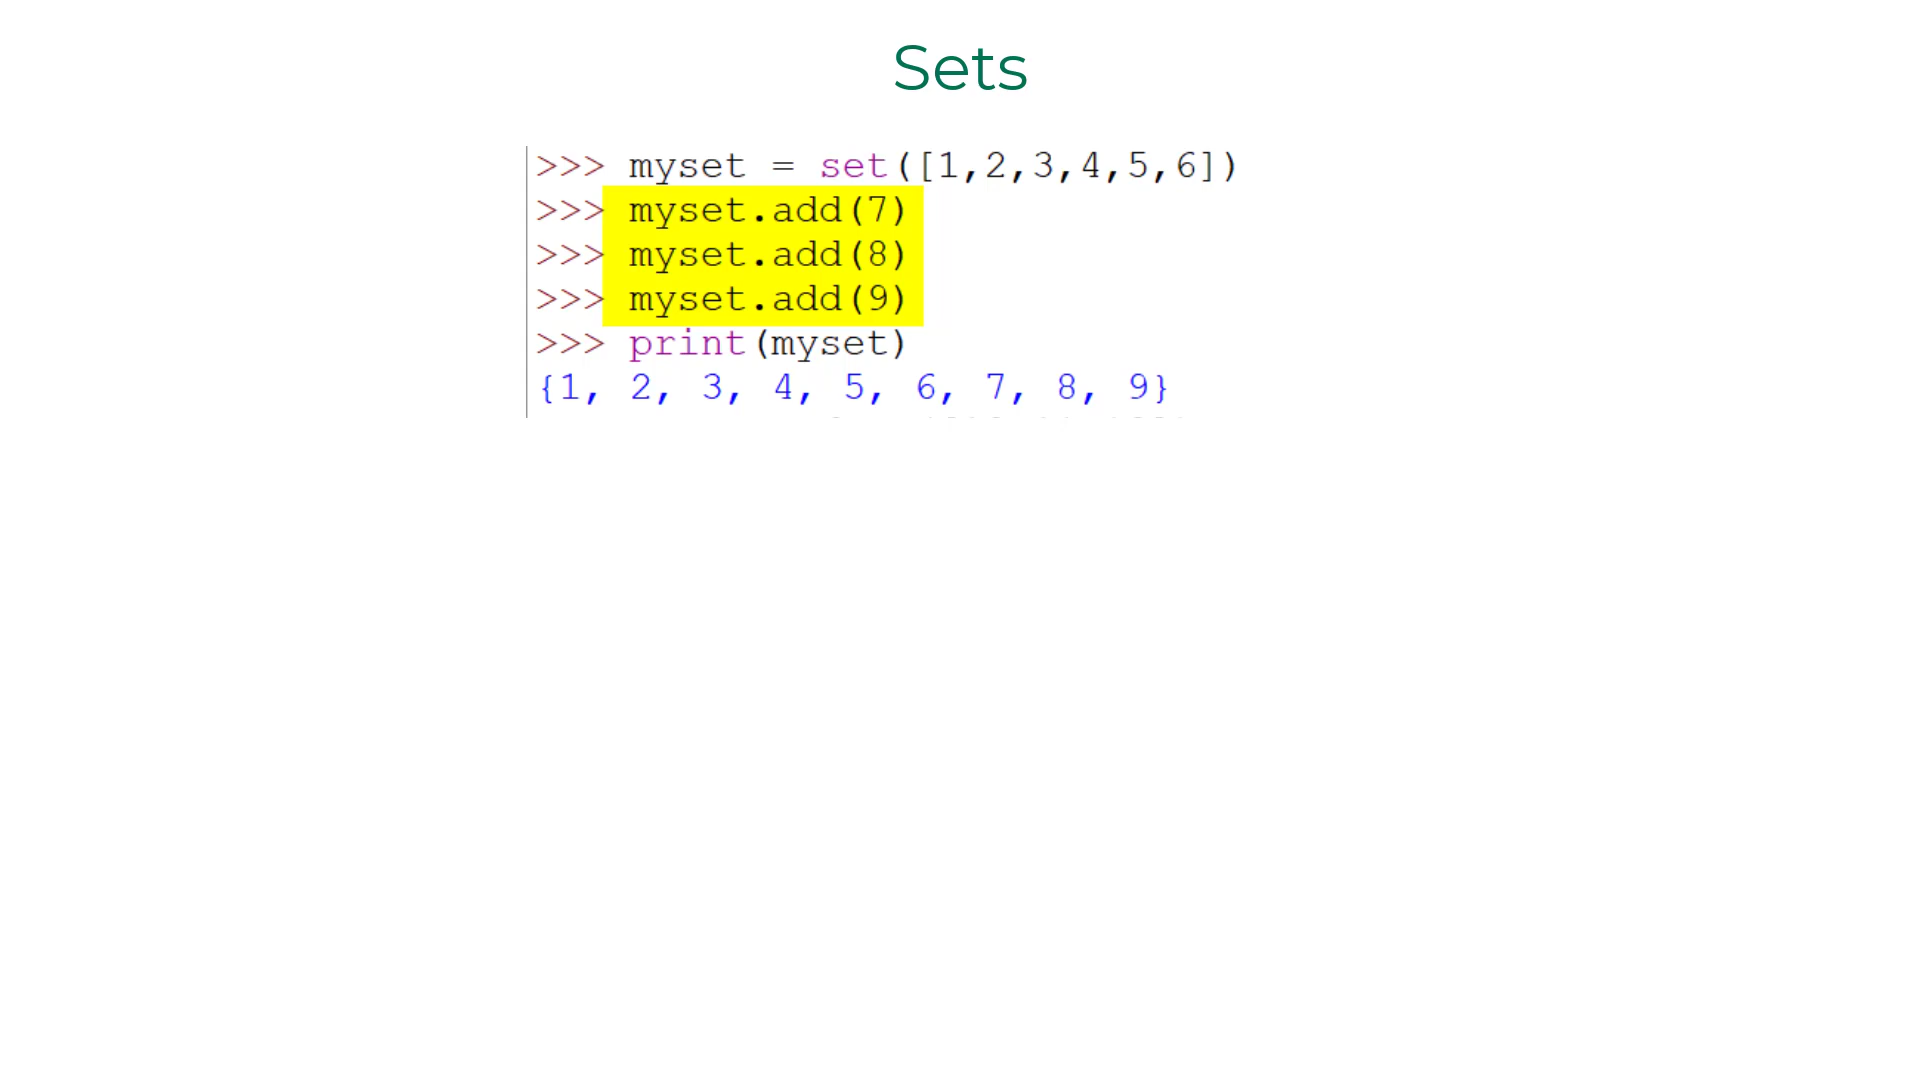 Sets
>>> myset = set([1,2,3,4,5,6])
>>> myset.add(7)
>>> myset.add(8)
>>> myset.add(9)
>>> print(myset)
{1, 2, 3, 4, 5, 6, 7, 8, 9}